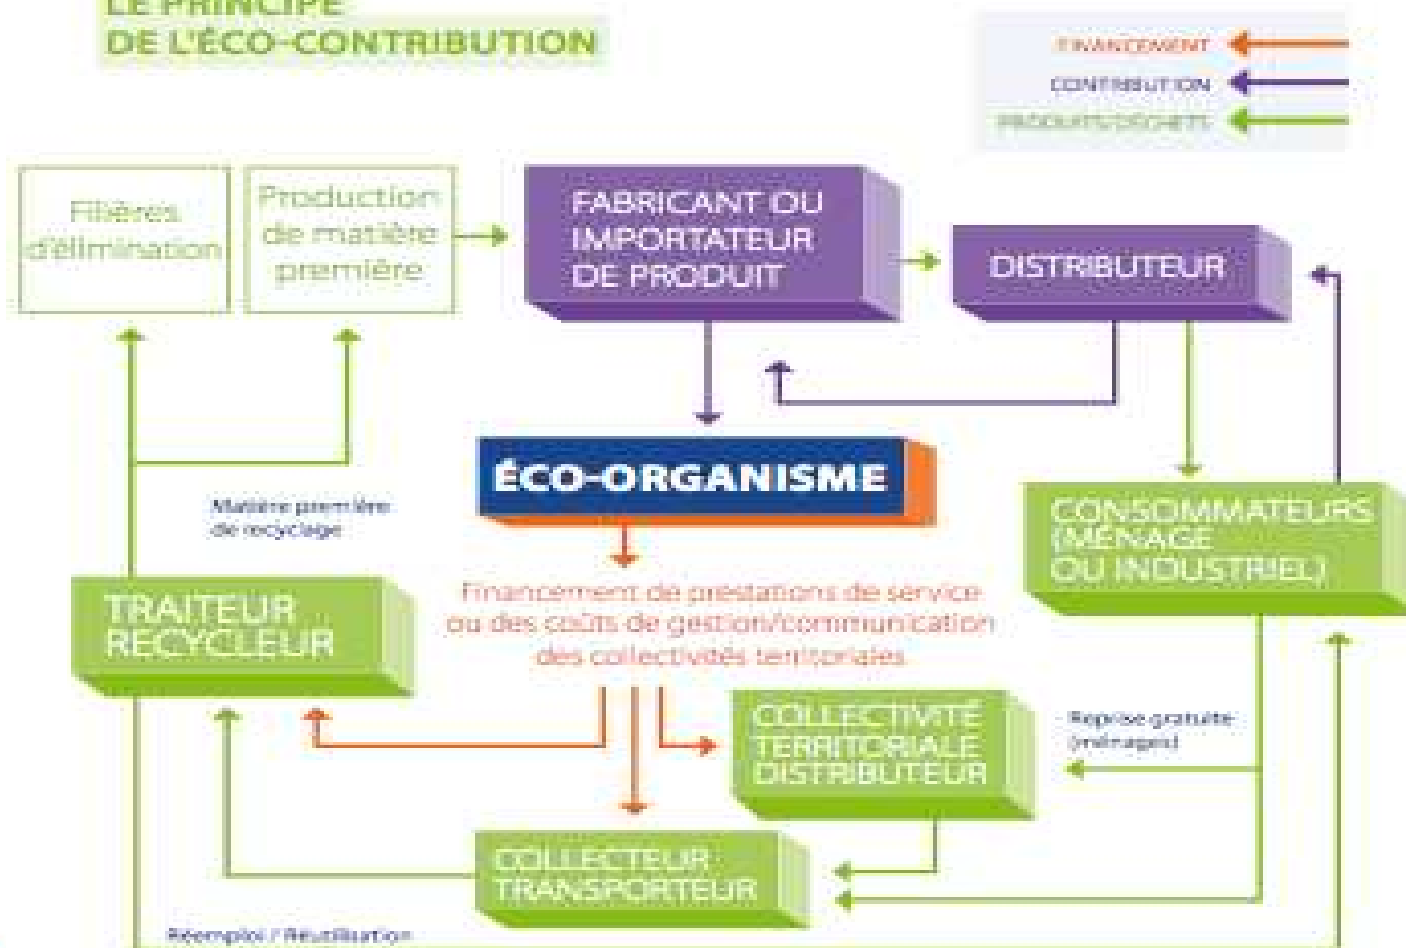 LE PRINCIPE
DE L'ÉCO-CONTRIBUTION
FINANCEMENT
CONTRIBUTION
PRODUITS/DÉCHETS
Filières
d'élimination
Production
de matière
première
FABRICANT OU
IMPORTATEUR
DE PRODUIT
DISTRIBUTEUR
ÉCO-ORGANISME
Matière première
de recyclage
CONSOMMATEURS
(MÉNAGE
OU INDUSTRIEL)
TRAITEUR
RECYCLEUR
Financement de prestations de service
ou des coûts de gestion/communication
des collectivités territoriales
COLLECTIVITÉ
TERRITORIALE
DISTRIBUTEUR
Reprise gratuite
(ménages)
COLLECTEUR
TRANSPORTEUR
Réemploi / Réutilisation